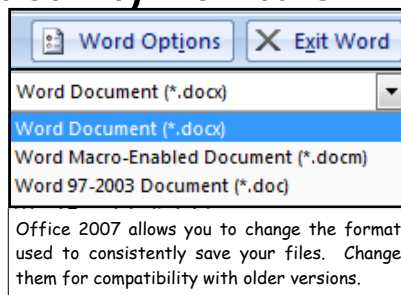 Word Options Exit Word
Word Document (*.docx)
Word Document (*.docx)
Word Macro-Enabled Document (*.docm)
Word 97-2003 Document (*.doc)
Office 2007 allows you to change the format
used to consistently save your files. Change
them for compatibility with older versions.